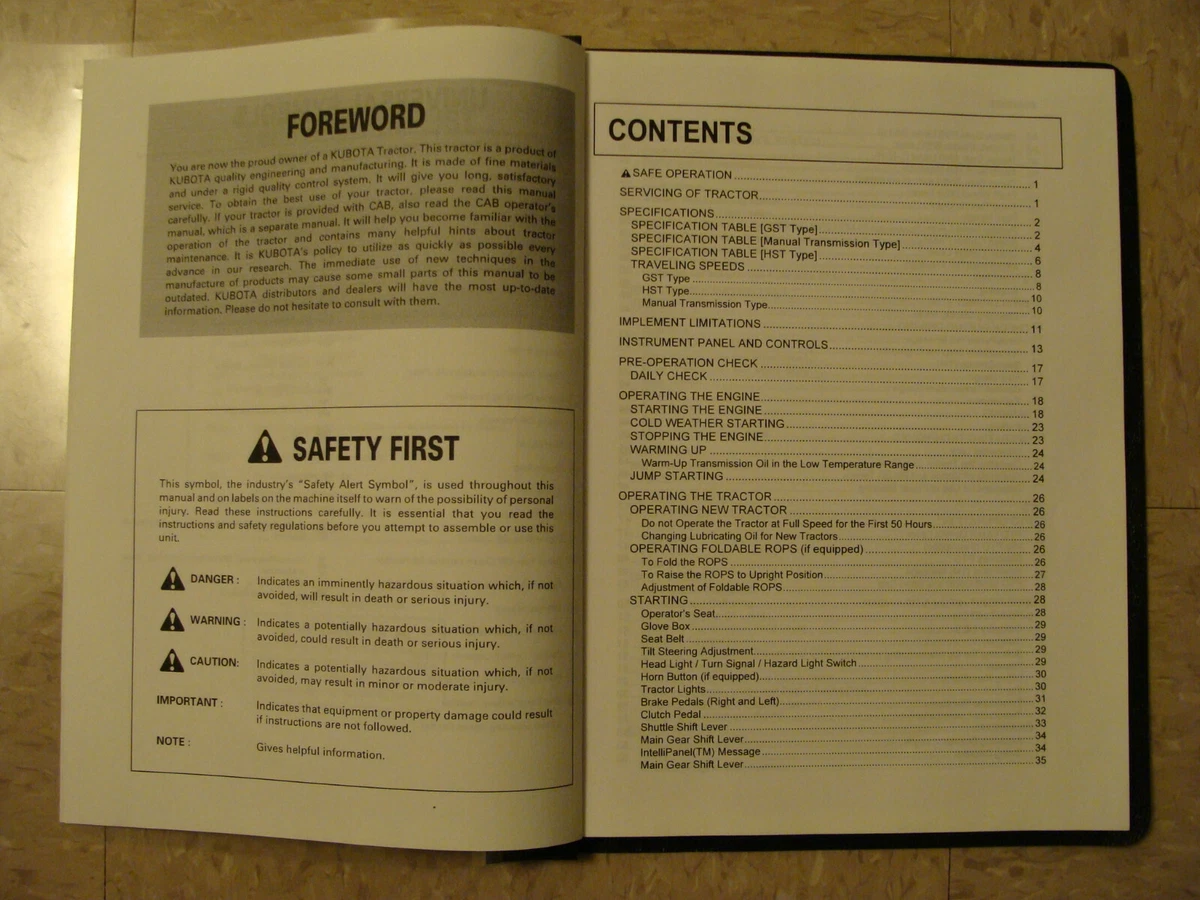 FOREWORD
You are now the proud owner of a KUBOTA Tractor. This tractor is a product of
KUBOTA quality engineering and manufacturing. It is made of fine materials
and under a rigid quality control system. It will give you long, satisfactory
service. To obtain the best use of your tractor, please read this manual
carefully. If your tractor is provided with CAB, also read the CAB operator's
manual, which is a separate manual. It will help you become familiar with the
operation of the tractor and contains many helpful hints about tractor
maintenance. It is KUBOTA's policy to utilize as quickly as possible every
advance in our research. The immediate use of new techniques in the
manufacture of products may cause some small parts of this manual to be
outdated. KUBOTA distributors and dealers will have the most up-to-date
information. Please do not hesitate to consult with them.
SAFETY FIRST
This symbol, the industry's "Safety Alert Symbol", is used throughout this
manual and on labels on the machine itself to warn of the possibility of personal
injury. Read these instructions carefully. It is essential that you read the
instructions and safety regulations before you attempt to assemble or use this
unit.
DANGER : Indicates an imminently hazardous situation which, if not
avoided, will result in death or serious injury.
WARNING : Indicates a potentially hazardous situation which, if not
avoided, could result in death or serious injury.
CAUTION: Indicates a potentially hazardous situation which, if not
avoided, may result in minor or moderate injury.
IMPORTANT : Indicates that equipment or property damage could result
if instructions are not followed.
NOTE : Gives helpful information.
CONTENTS
SAFE OPERATION 1
SERVICING OF TRACTOR 1
SPECIFICATIONS 2
SPECIFICATION TABLE [GST Type] 2
SPECIFICATION TABLE [Manual Transmission Type] 4
SPECIFICATION TABLE [HST Type] 6
TRAVELING SPEEDS 8
GST Type 8
HST Type 10
Manual Transmission Type 10
IMPLEMENT LIMITATIONS 11
INSTRUMENT PANEL AND CONTROLS 13
PRE-OPERATION CHECK 17
DAILY CHECK 17
OPERATING THE ENGINE 18
STARTING THE ENGINE 18
COLD WEATHER STARTING 23
STOPPING THE ENGINE 23
WARMING UP 24
Warm-Up Transmission Oil in the Low Temperature Range 24
JUMP STARTING 24
OPERATING THE TRACTOR 26
OPERATING NEW TRACTOR 26
Do not Operate the Tractor at Full Speed for the First 50 Hours 26
Changing Lubricating Oil for New Tractors 26
OPERATING FOLDABLE ROPS (if equipped) 26
To Fold the ROPS 26
To Raise the ROPS to Upright Position 27
Adjustment of Foldable ROPS 28
STARTING 28
Operator's Seat 28
Glove Box 29
Seat Belt 29
Tilt Steering Adjustment 29
Head Light / Turn Signal / Hazard Light Switch 29
Horn Button (if equipped) 30
Tractor Lights 30
Brake Pedals (Right and Left) 31
Clutch Pedal 32
Shuttle Shift Lever 33
Main Gear Shift Lever 34
IntelliPanel(TM) Message 34
Main Gear Shift Lever 35